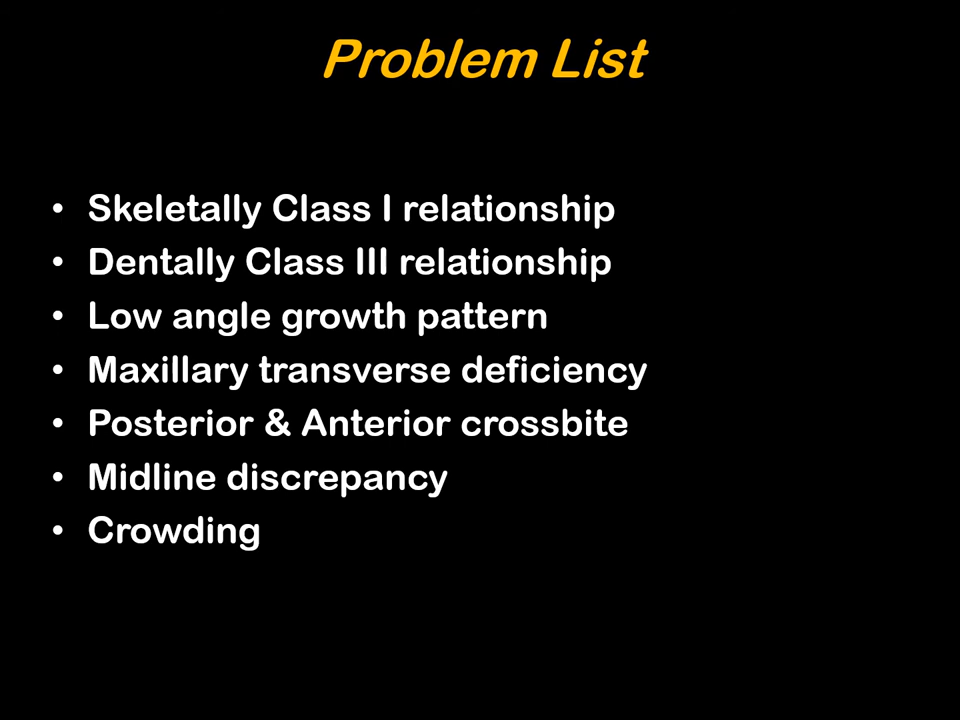 Problem List
• Skeletally Class I relationship
• Dentally Class III relationship
• Low angle growth pattern
• Maxillary transverse deficiency
• Posterior & Anterior crossbite
• Midline discrepancy
• Crowding